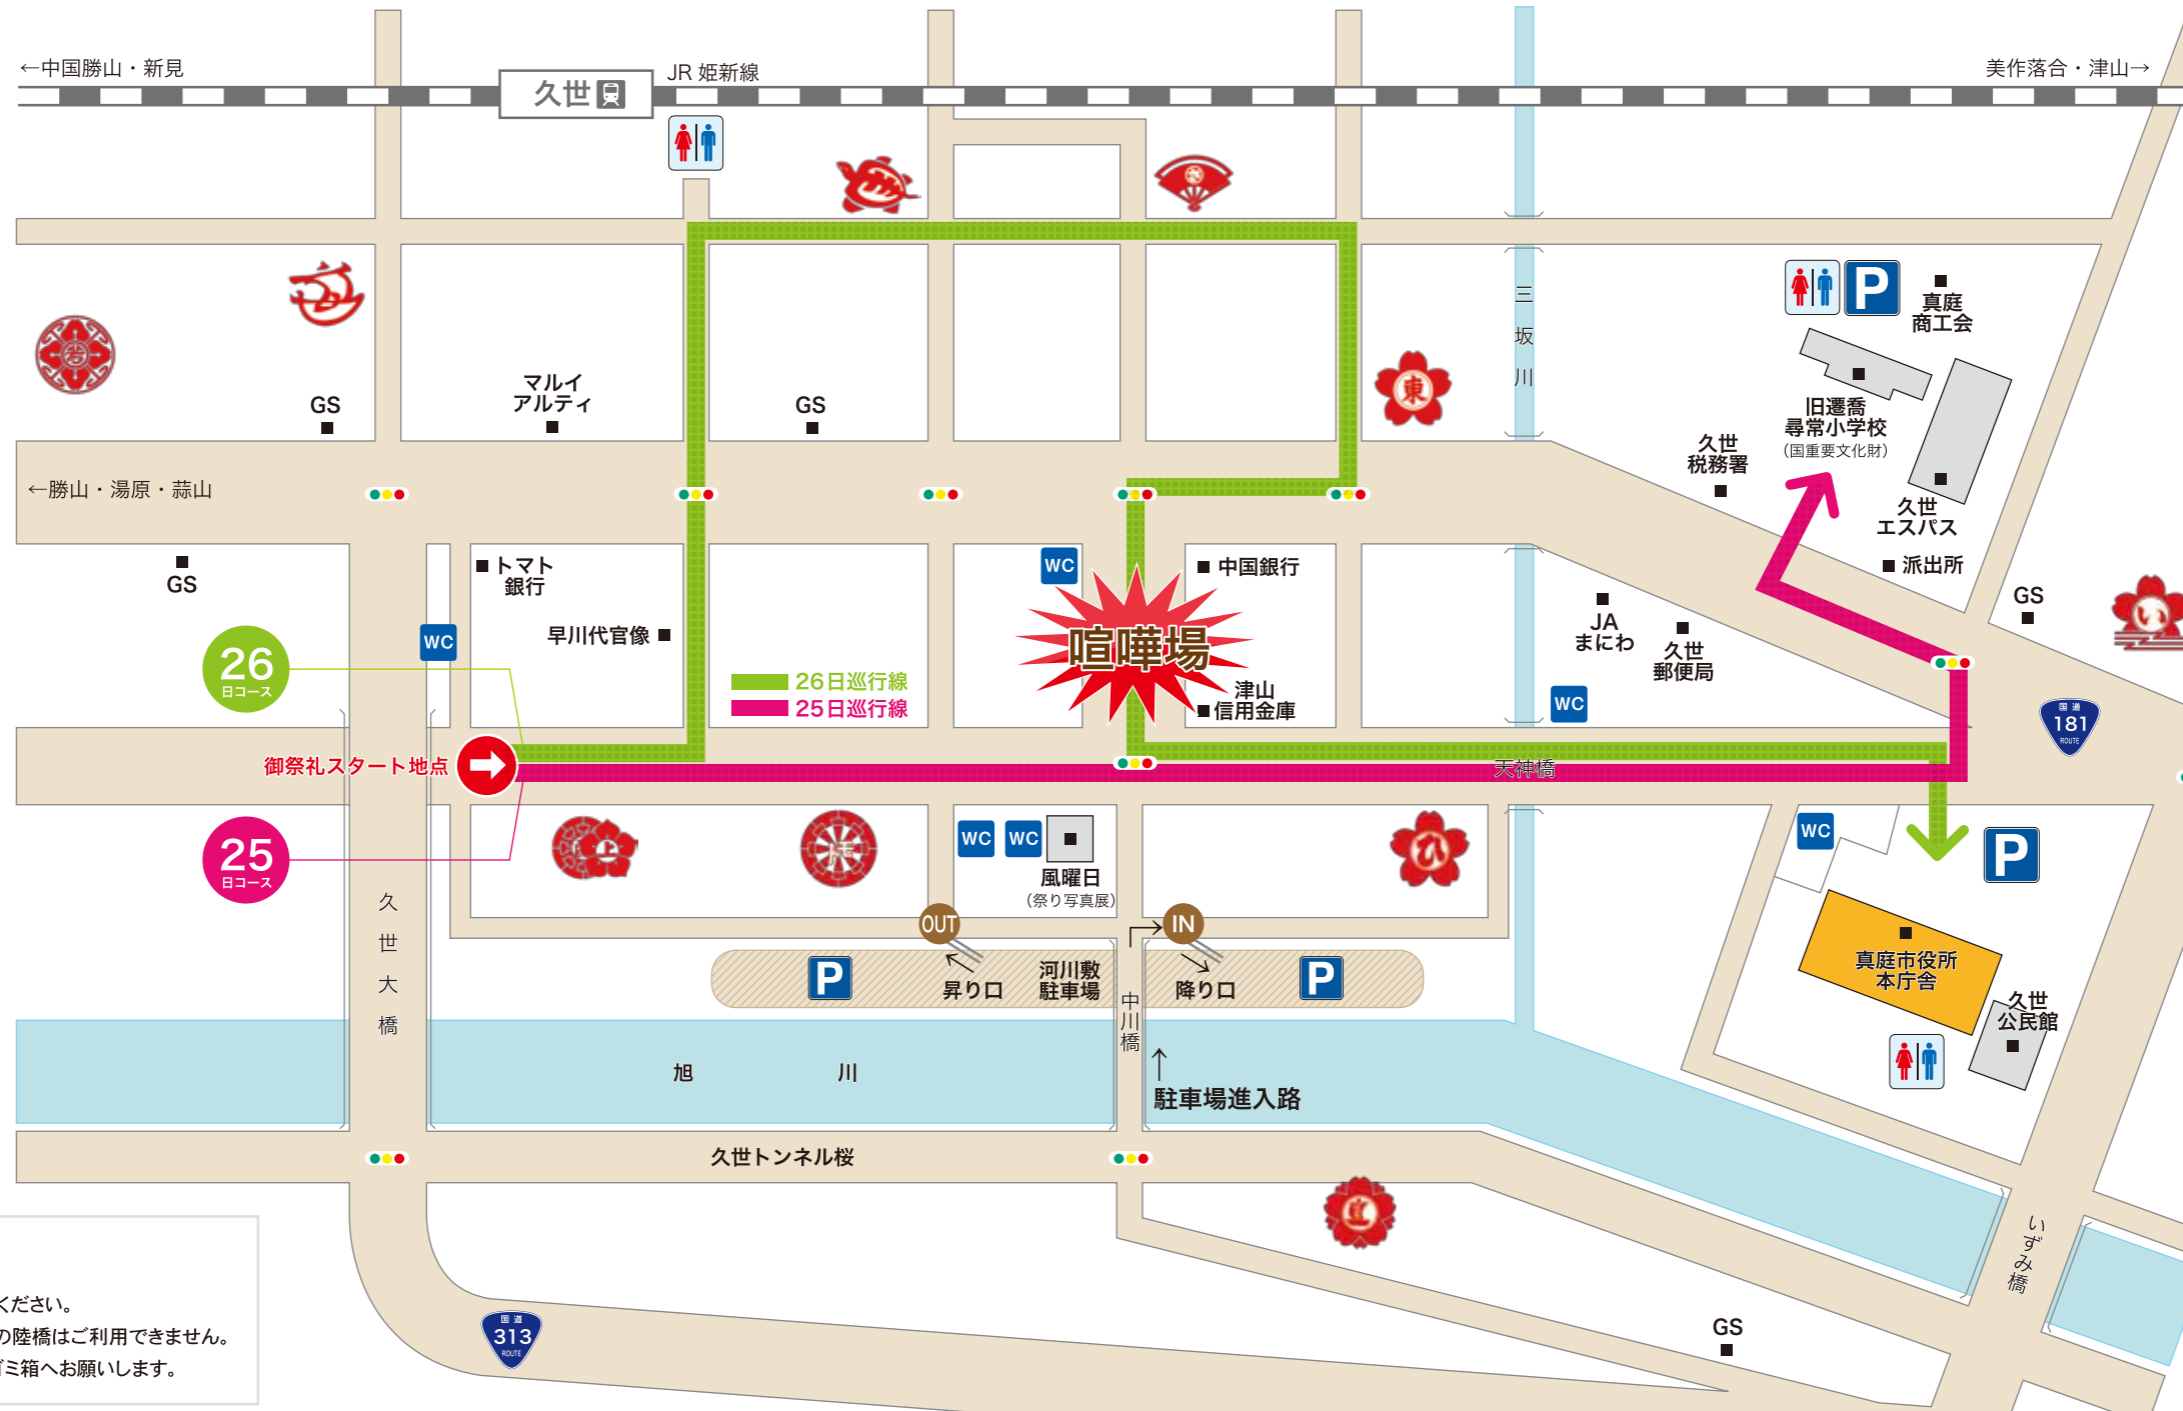 ←中国勝山・新見
久世
JR 姫新線
美作落合・津山→
三坂川
真庭
商工会
旧遷喬
尋常小学校
（国重要文化財）
久世
エスパス
久世
税務署
派出所
GS
マルイ
アルティ
GS
東
若
←勝山・湯原・蒜山
GS
トマト
銀行
早川代官像
WC
WC
中国銀行
喧嘩場
津山
信用金庫
26日巡行線
25日巡行線
JA
まにわ
久世
郵便局
WC
GS
い
国道
181
ROUTE
26
日コース
御祭礼スタート地点
25
日コース
天神橋
上
WC
WC
風曜日
（祭り写真展）
ひ
WC
P
P
久世大橋
OUT
IN
P
昇り口
河川敷
駐車場
降り口
P
中川橋
真庭市役所
本庁舎
久世
公民館
旭川
駐車場進入路
久世トンネル桜
いずみ橋
ください。
の陸橋はご利用できません。
ゴミ箱へお願いします。
国道
313
ROUTE
GS